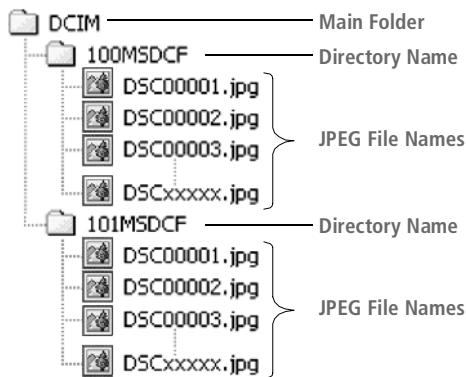 DCIM Main Folder
100MSDCF Directory Name
DSC00001.jpg
DSC00002.jpg
DSC00003.jpg
JPEG File Names
DSCxxxxx.jpg
101MSDCF Directory Name
DSC00001.jpg
DSC00002.jpg
DSC00003.jpg
JPEG File Names
DSCxxxxx.jpg